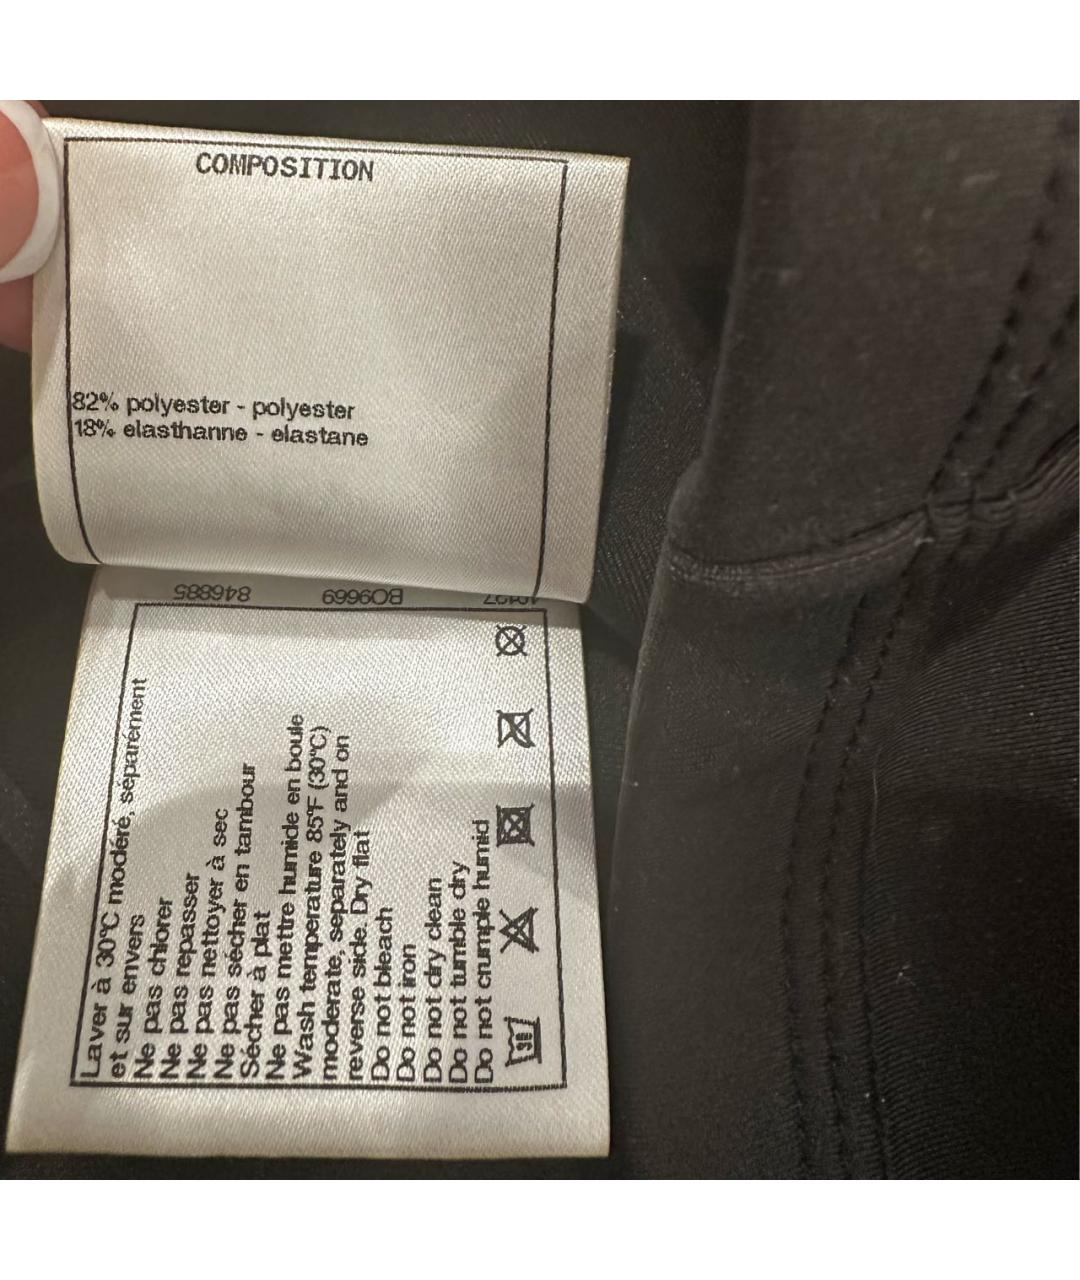 COMPOSITION
82% polyester - polyester
18% elasthanne - elastane
846885 BO9669
Laver à 30°C modéré, séparément
et sur envers
Ne pas chlorer
Ne pas repasser
Ne pas nettoyer à sec
Ne pas sécher en tambour
Sècher à plat
Ne pas mettre humide en boule
Wash temperature 85°F (30°C)
moderate, separately and on
reverse side. Dry flat
Do not bleach
Do not iron
Do not dry clean
Do not tumble dry
Do not crumple humid
30